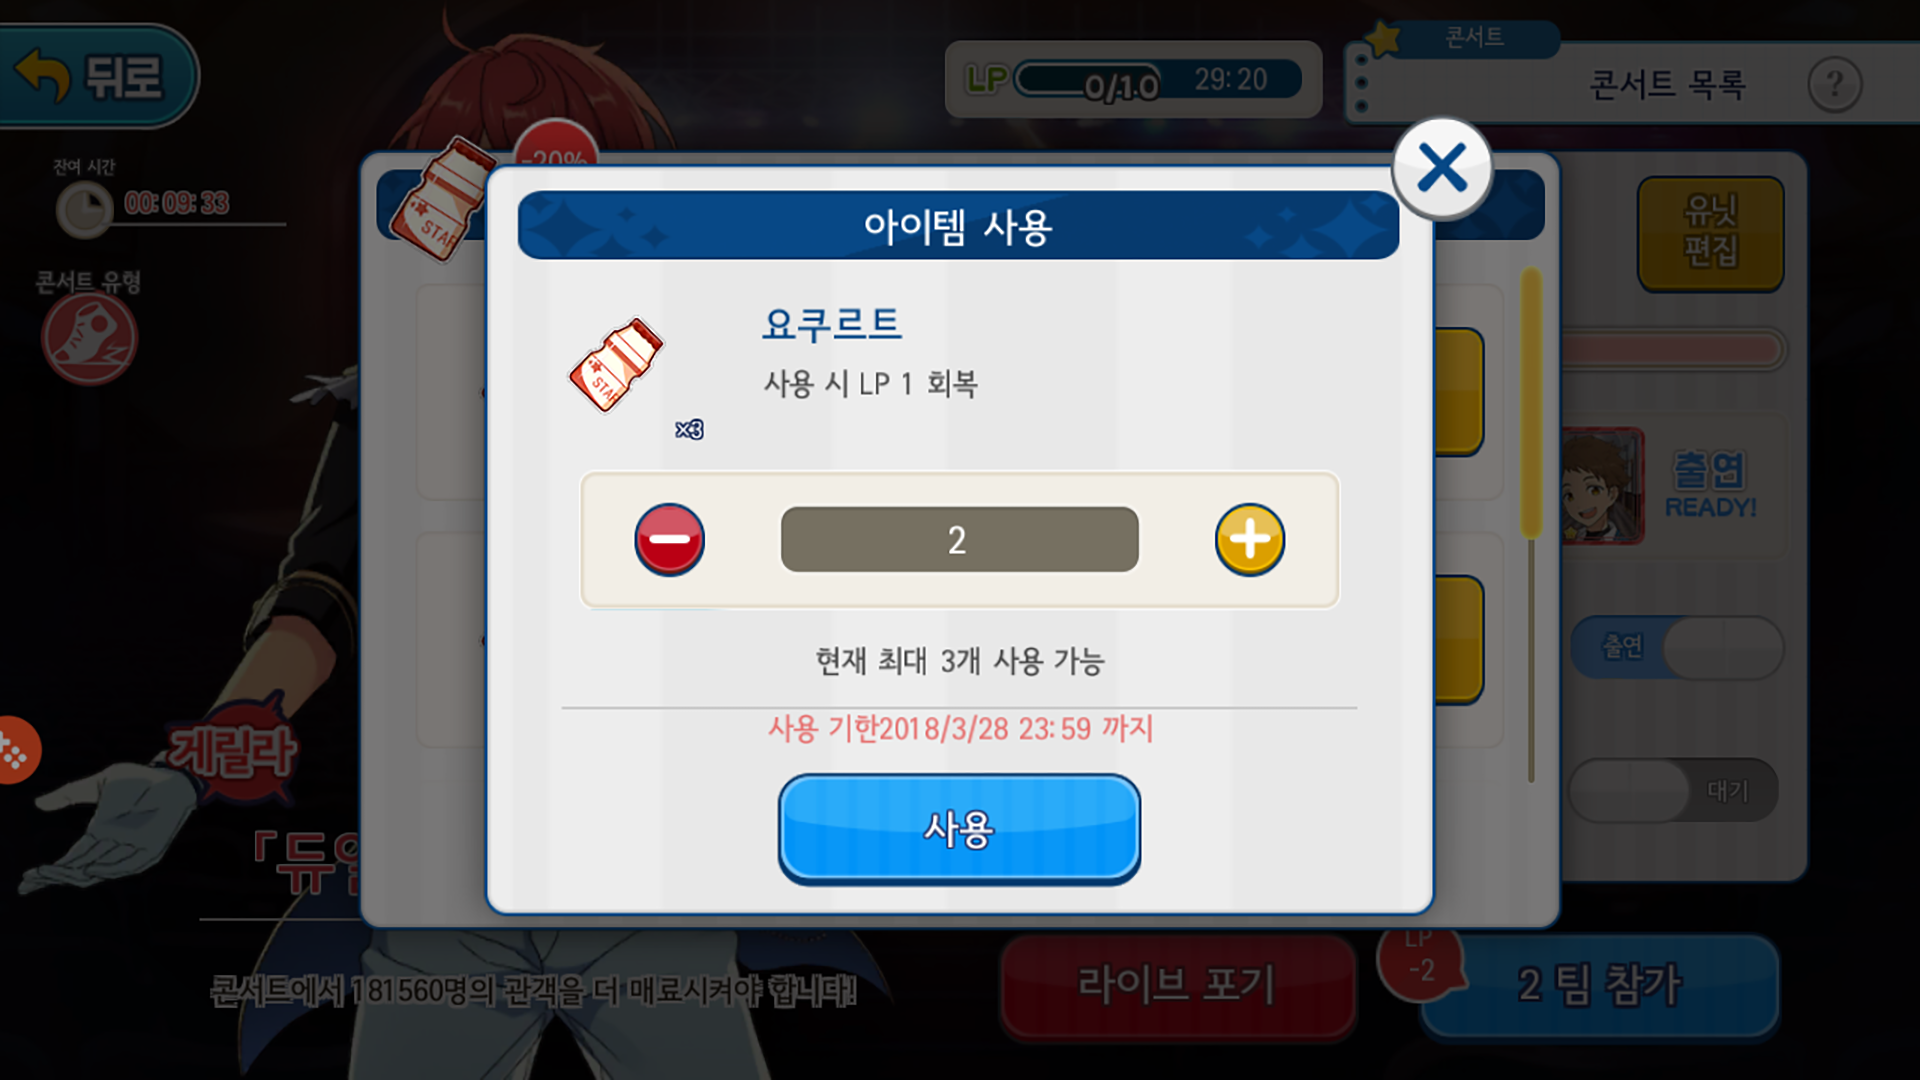 뒤로
LP 0/10 29:20
콘서트
콘서트 목록
?
잔여 시간
00:09:33
콘서트 유형
-20%
STAR
유닛
편집
아이템 사용
요쿠르트
사용 시 LP 1 회복
x3
2
현재 최대 3개 사용 가능
사용 기한2018/3/28 23:59 까지
사용
출연
READY!
출연
대기
게릴라
콘서트에서 181560명의 관객을 더 매료시켜야 합니다!
라이브 포기
LP
-2
2 팀 참가